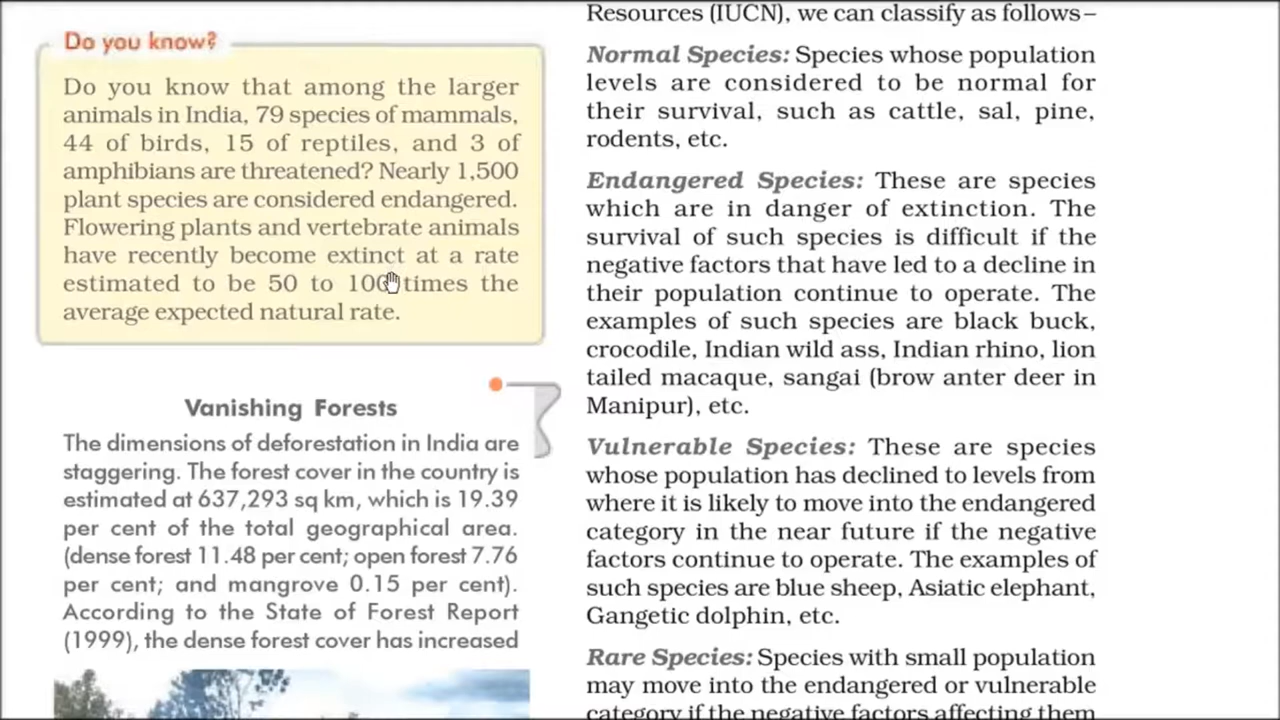 Do you know?
Do you know that among the larger
animals in India, 79 species of mammals,
44 of birds, 15 of reptiles, and 3 of
amphibians are threatened? Nearly 1,500
plant species are considered endangered.
Flowering plants and vertebrate animals
have recently become extinct at a rate
estimated to be 50 to 100 times the
average expected natural rate.
Vanishing Forests
The dimensions of deforestation in India are
staggering. The forest cover in the country is
estimated at 637,293 sq km, which is 19.39
per cent of the total geographical area.
(dense forest 11.48 per cent; open forest 7.76
per cent; and mangrove 0.15 per cent).
According to the State of Forest Report
(1999), the dense forest cover has increased
Resources (IUCN), we can classify as follows–
Normal Species: Species whose population
levels are considered to be normal for
their survival, such as cattle, sal, pine,
rodents, etc.
Endangered Species: These are species
which are in danger of extinction. The
survival of such species is difficult if the
negative factors that have led to a decline in
their population continue to operate. The
examples of such species are black buck,
crocodile, Indian wild ass, Indian rhino, lion
tailed macaque, sangai (brow anter deer in
Manipur), etc.
Vulnerable Species: These are species
whose population has declined to levels from
where it is likely to move into the endangered
category in the near future if the negative
factors continue to operate. The examples of
such species are blue sheep, Asiatic elephant,
Gangetic dolphin, etc.
Rare Species: Species with small population
may move into the endangered or vulnerable
category if the negative factors affecting them